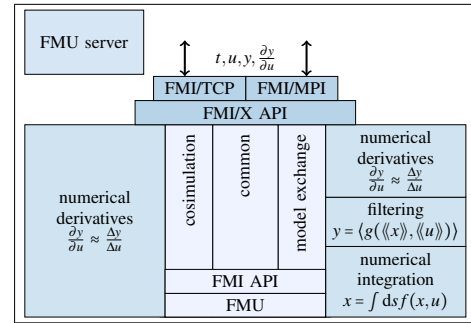 FMU server
t, u, y, ∂y/∂u
FMI/TCP
FMI/MPI
FMI/X API
numerical
derivatives
∂y/∂u ≈ Δy/Δu
cosimulation
common
model exchange
numerical
derivatives
∂y/∂u ≈ Δy/Δu
filtering
y = ⟨g(⟪x⟫, ⟪u⟫)⟩
numerical
integration
x = ∫ ds f(x, u)
FMI API
FMU